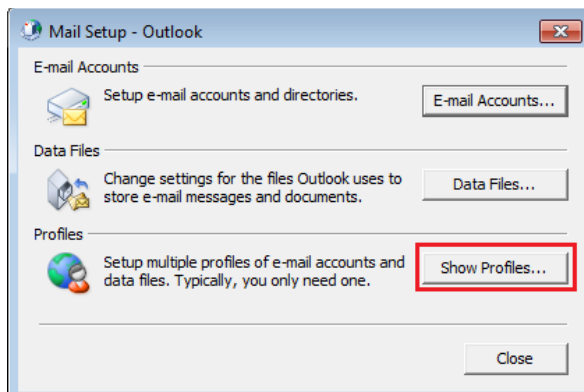 Mail Setup - Outlook
E-mail Accounts
Setup e-mail accounts and directories.
E-mail Accounts...
Data Files
Change settings for the files Outlook uses to
store e-mail messages and documents.
Data Files...
Profiles
Setup multiple profiles of e-mail accounts and
data files. Typically, you only need one.
Show Profiles...
Close